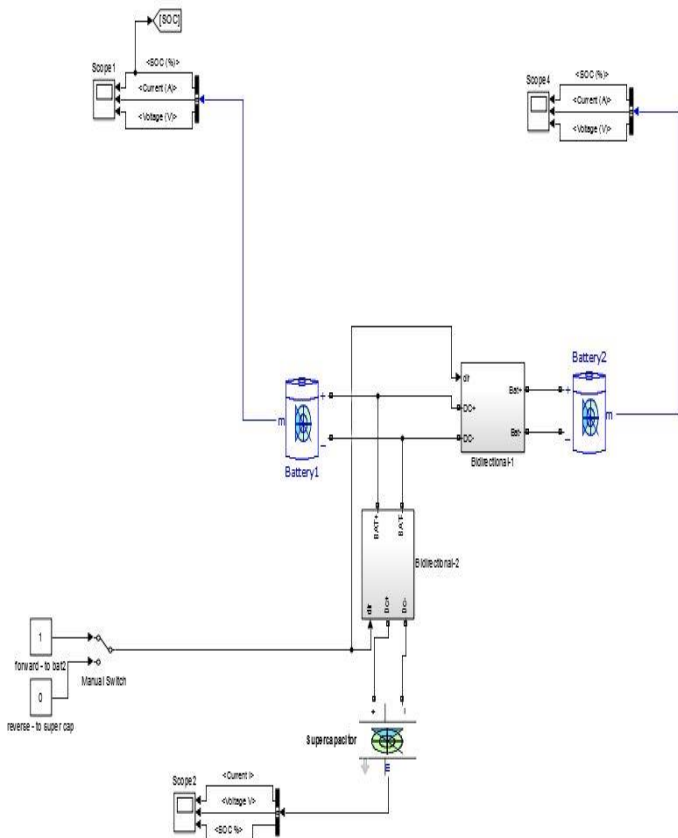 [SOC]
Scope1
<SOC (%)>
<Current (A)>
<Voltage (V)>
Scope4
<SOC (%)>
<Current (A)>
<Voltage (V)>
Battery2
dir
Bat+
+
+
m
DC+
m
Bat-
DC-
Battery1
Bidirectional-1
BAT+
BAT-
Bidirectional-2
dir
Dc+
Dc-
1
forward - to bat2
Manual Switch
0
reverse - to super cap
+
Supercapacitor
m
Scope2
<Current I>
<Voltage V>
<SOC %>